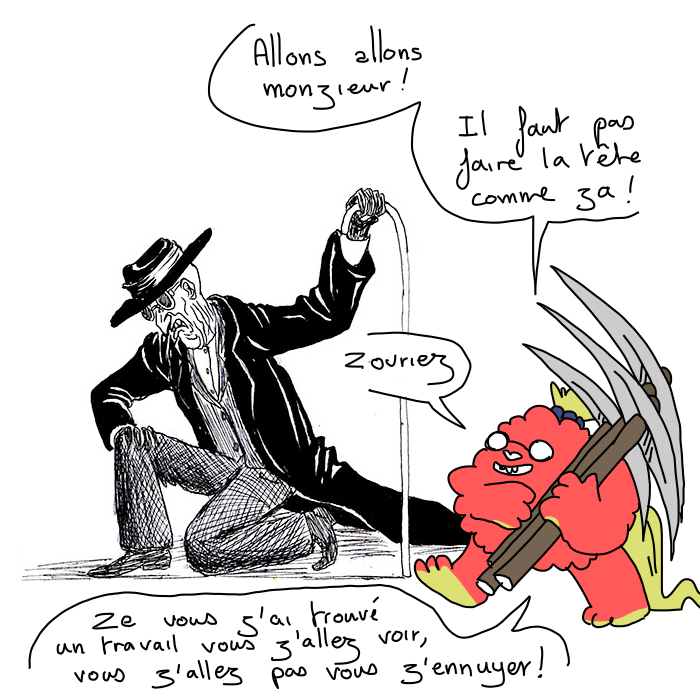 Allons allons
monzieur !
Il faut pas
faire la tête
comme za !
Zouriez
Ze vous z'ai trouvé
un travail vous z'allez voir,
vous z'allez pas vous z'ennuyer !